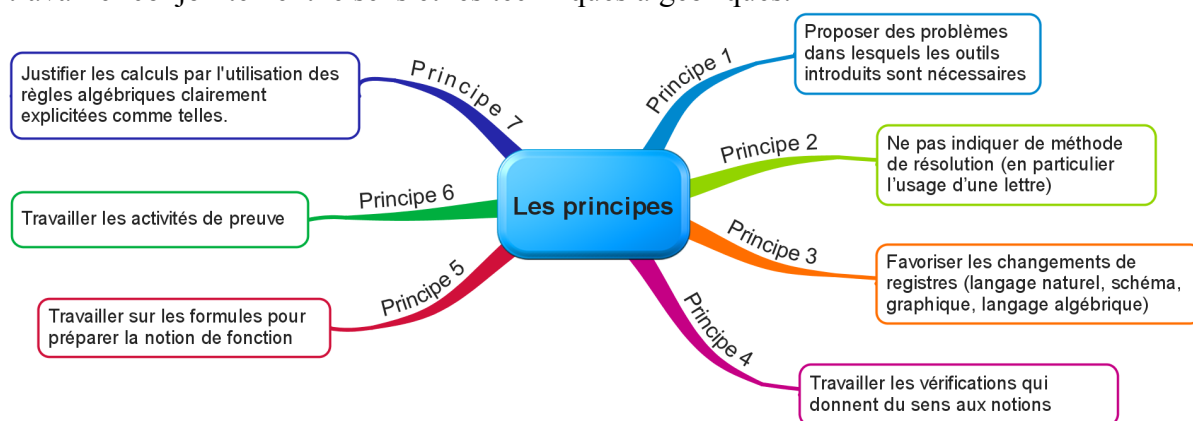 Les principes
Principe 1
Proposer des problèmes
dans lesquels les outils
introduits sont nécessaires
Principe 2
Ne pas indiquer de méthode
de résolution (en particulier
l'usage d'une lettre)
Principe 3
Favoriser les changements de
registres (langage naturel, schéma,
graphique, langage algébrique)
Principe 4
Travailler les vérifications qui
donnent du sens aux notions
Principe 5
Travailler sur les formules pour
préparer la notion de fonction
Principe 6
Travailler les activités de preuve
Principe 7
Justifier les calculs par l'utilisation des
règles algébriques clairement
explicitées comme telles.